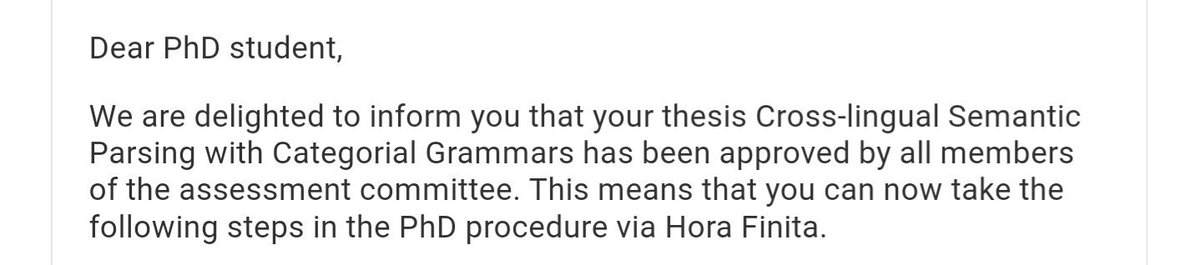 Dear PhD student,
We are delighted to inform you that your thesis Cross-lingual Semantic
Parsing with Categorial Grammars has been approved by all members
of the assessment committee. This means that you can now take the
following steps in the PhD procedure via Hora Finita.